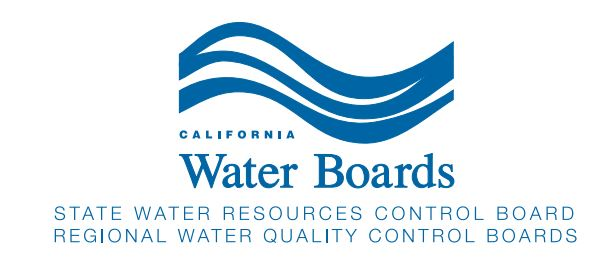 CALIFORNIA
Water Boards
STATE WATER RESOURCES CONTROL BOARD
REGIONAL WATER QUALITY CONTROL BOARDS